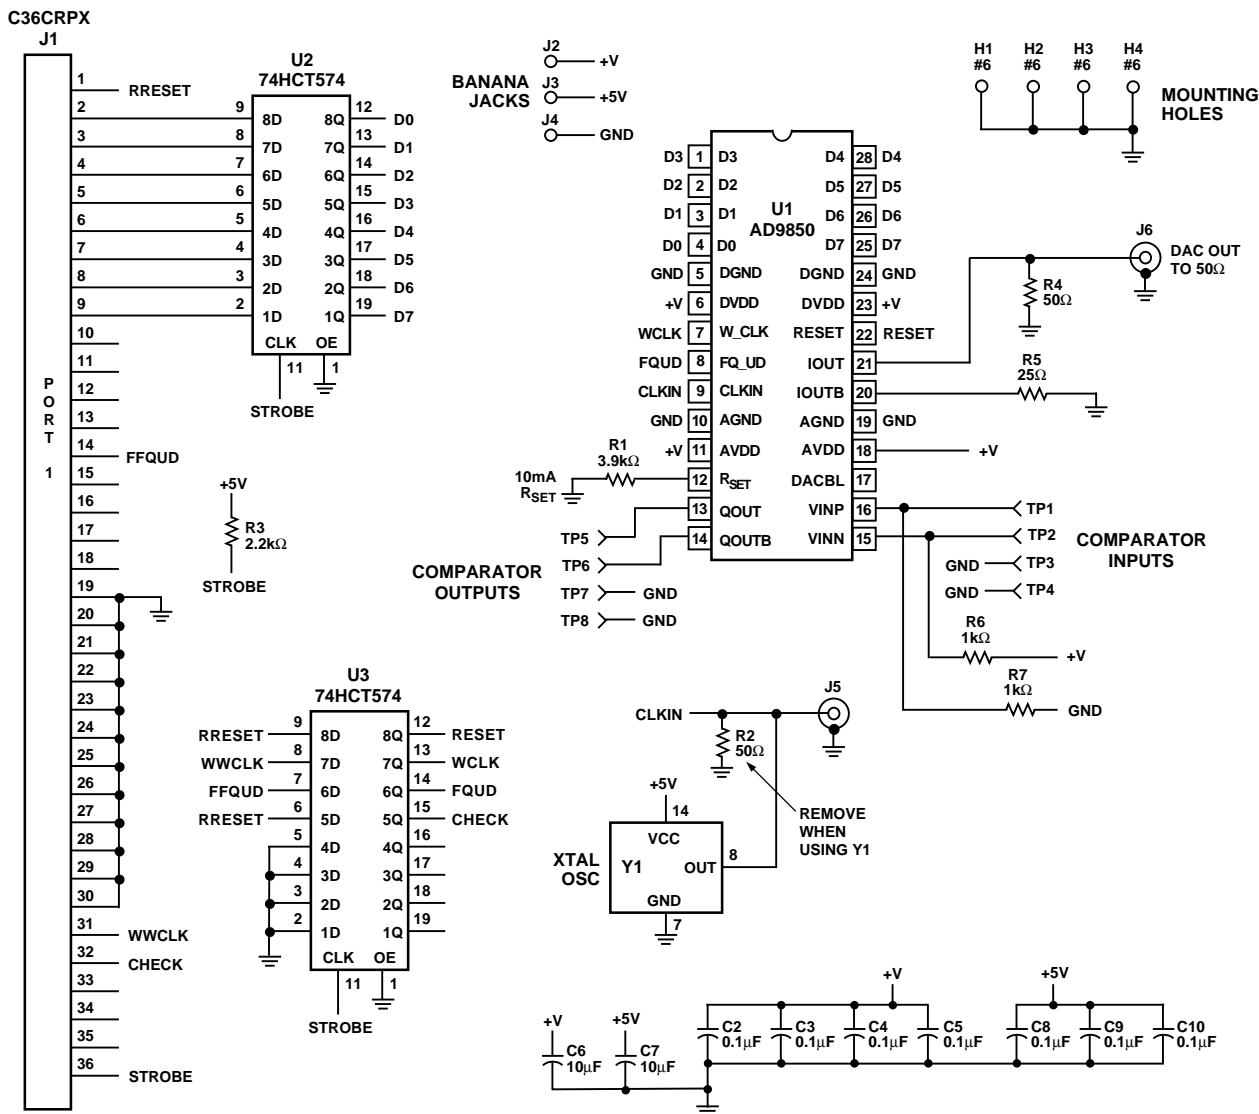 C36CRPX
J1
PORT 1
1 RRESET
2
3
4
5
6
7
8
9
10
11
12
13
14 FFQUD
15
16
17
18
19
20
21
22
23
24
25
26
27
28
29
30
31 WWCLK
32 CHECK
33
34
35
36 STROBE
U2
74HCT574
9 8D 8Q 12 D0
8 7D 7Q 13 D1
7 6D 6Q 14 D2
6 5D 5Q 15 D3
5 4D 4Q 16 D4
4 3D 3Q 17 D5
3 2D 2Q 18 D6
2 1D 1Q 19 D7
CLK OE
11 1
STROBE
+5V
R3
2.2kΩ
STROBE
U3
74HCT574
RRESET 9 8D 8Q 12 RESET
WWCLK 8 7D 7Q 13 WCLK
FFQUD 7 6D 6Q 14 FQUD
RRESET 6 5D 5Q 15 CHECK
5 4D 4Q 16
4 3D 3Q 17
3 2D 2Q 18
2 1D 1Q 19
CLK OE
11 1
STROBE
BANANA
JACKS
J2 +V
J3 +5V
J4 GND
H1 H2 H3 H4
#6 #6 #6 #6
MOUNTING
HOLES
U1
AD9850
D3 1 D3 D4 28 D4
D2 2 D2 D5 27 D5
D1 3 D1 D6 26 D6
D0 4 D0 D7 25 D7
GND 5 DGND DGND 24 GND
+V 6 DVDD DVDD 23 +V
WCLK 7 W_CLK RESET 22 RESET
FQUD 8 FQ_UD IOUT 21
CLKIN 9 CLKIN IOUTB 20
GND 10 AGND AGND 19 GND
+V 11 AVDD AVDD 18 +V
12 RSET DACBL 17
13 QOUT VINP 16
14 QOUTB VINN 15
R1
3.9kΩ
10mA
RSET
J6
DAC OUT
TO 50Ω
R4
50Ω
R5
25Ω
COMPARATOR
OUTPUTS
TP5
TP6
TP7 GND
TP8 GND
TP1
TP2
GND TP3
GND TP4
COMPARATOR
INPUTS
R6
1kΩ
+V
R7
1kΩ
GND
CLKIN
J5
R2
50Ω
REMOVE
WHEN
USING Y1
+5V
14
VCC
XTAL
OSC
Y1
OUT 8
GND
7
+V
C6
10μF
+5V
C7
10μF
+V
C2
0.1μF
C3
0.1μF
C4
0.1μF
C5
0.1μF
+5V
C8
0.1μF
C9
0.1μF
C10
0.1μF